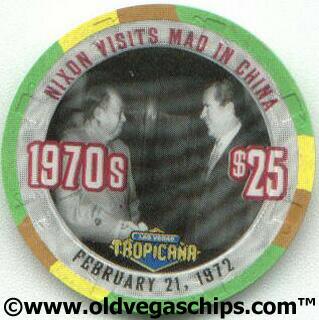 NIXON VISITS MAO IN CHINA
1970s
$25
LAS VEGAS
TROPICANA
FEBRUARY 21, 1972
©www.oldvegaschips.com™